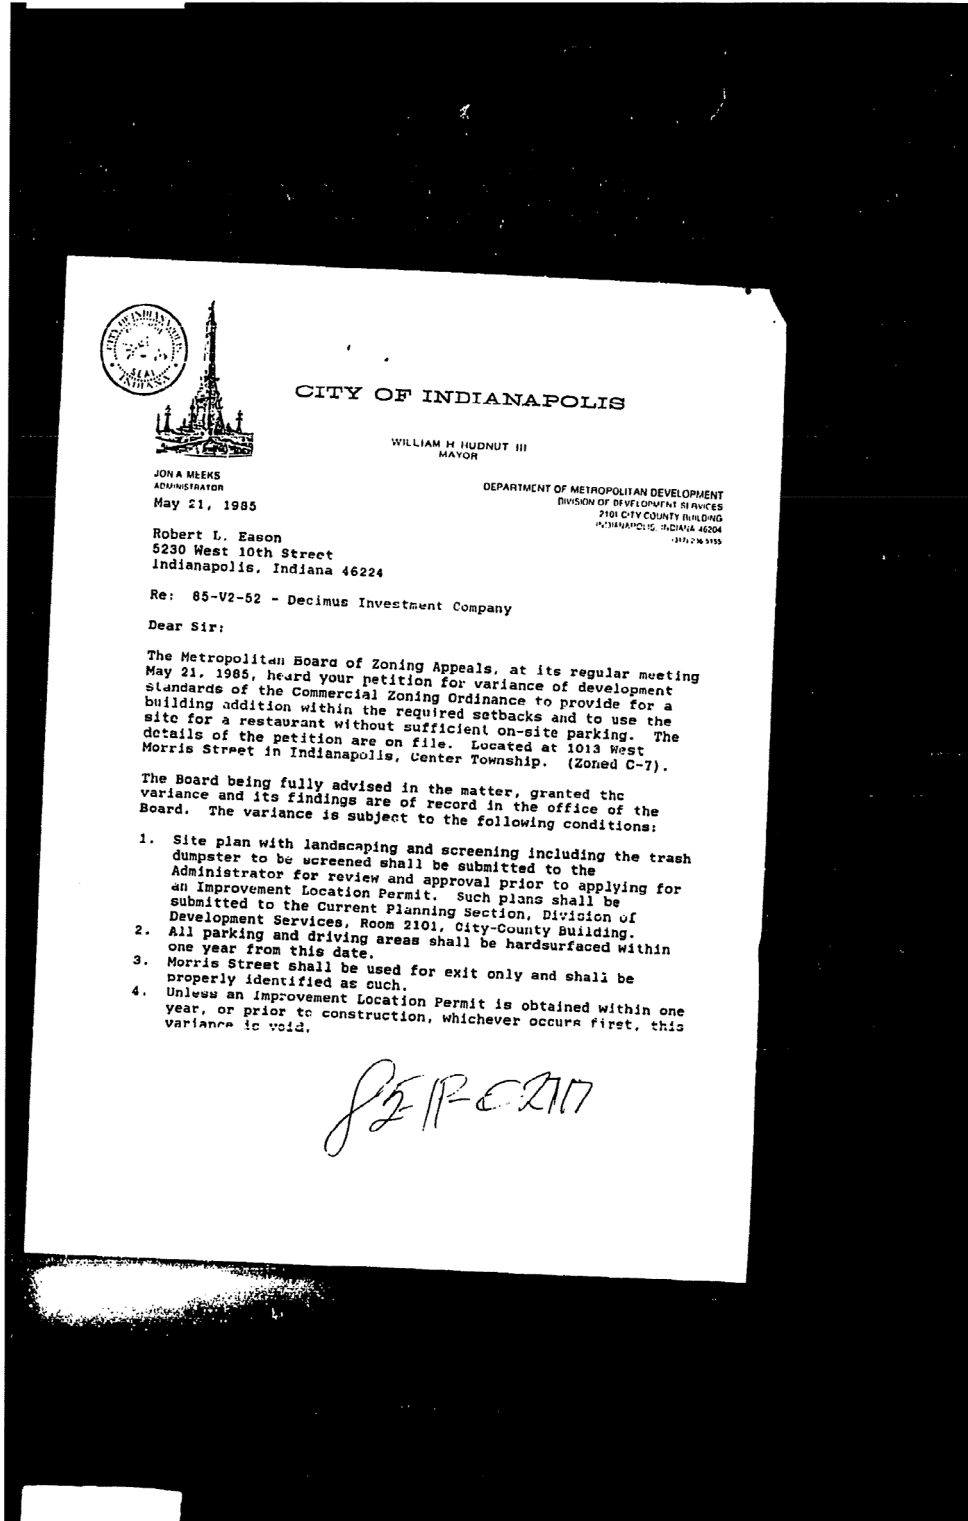 CITY OF INDIANAPOLIS
SEAL
INDIANA
CITY OF INDIANAPOLIS
WILLIAM H HUDNUT III
MAYOR
JON A MEEKS
ADMINISTRATOR
DEPARTMENT OF METROPOLITAN DEVELOPMENT
DIVISION OF DEVELOPMENT SERVICES
2101 CITY COUNTY BUILDING
INDIANAPOLIS, INDIANA 46204
May 21, 1985
Robert L. Eason
5230 West 10th Street
Indianapolis, Indiana 46224
Re: 85-V2-52 - Decimus Investment Company
Dear Sir:
The Metropolitan Board of Zoning Appeals, at its regular meeting
May 21, 1985, heard your petition for variance of development
standards of the Commercial Zoning Ordinance to provide for a
building addition within the required setbacks and to use the
site for a restaurant without sufficient on-site parking. The
details of the petition are on file. Located at 1013 West
Morris Street in Indianapolis, Center Township. (Zoned C-7).
The Board being fully advised in the matter, granted the
variance and its findings are of record in the office of the
Board. The variance is subject to the following conditions:
1. Site plan with landscaping and screening including the trash
dumpster to be screened shall be submitted to the
Administrator for review and approval prior to applying for
an Improvement Location Permit. Such plans shall be
submitted to the Current Planning Section, Division of
Development Services, Room 2101, City-County Building.
2. All parking and driving areas shall be hardsurfaced within
one year from this date.
3. Morris Street shall be used for exit only and shall be
properly identified as such.
4. Unless an Improvement Location Permit is obtained within one
year, or prior to construction, whichever occurs first, this
variance is void.